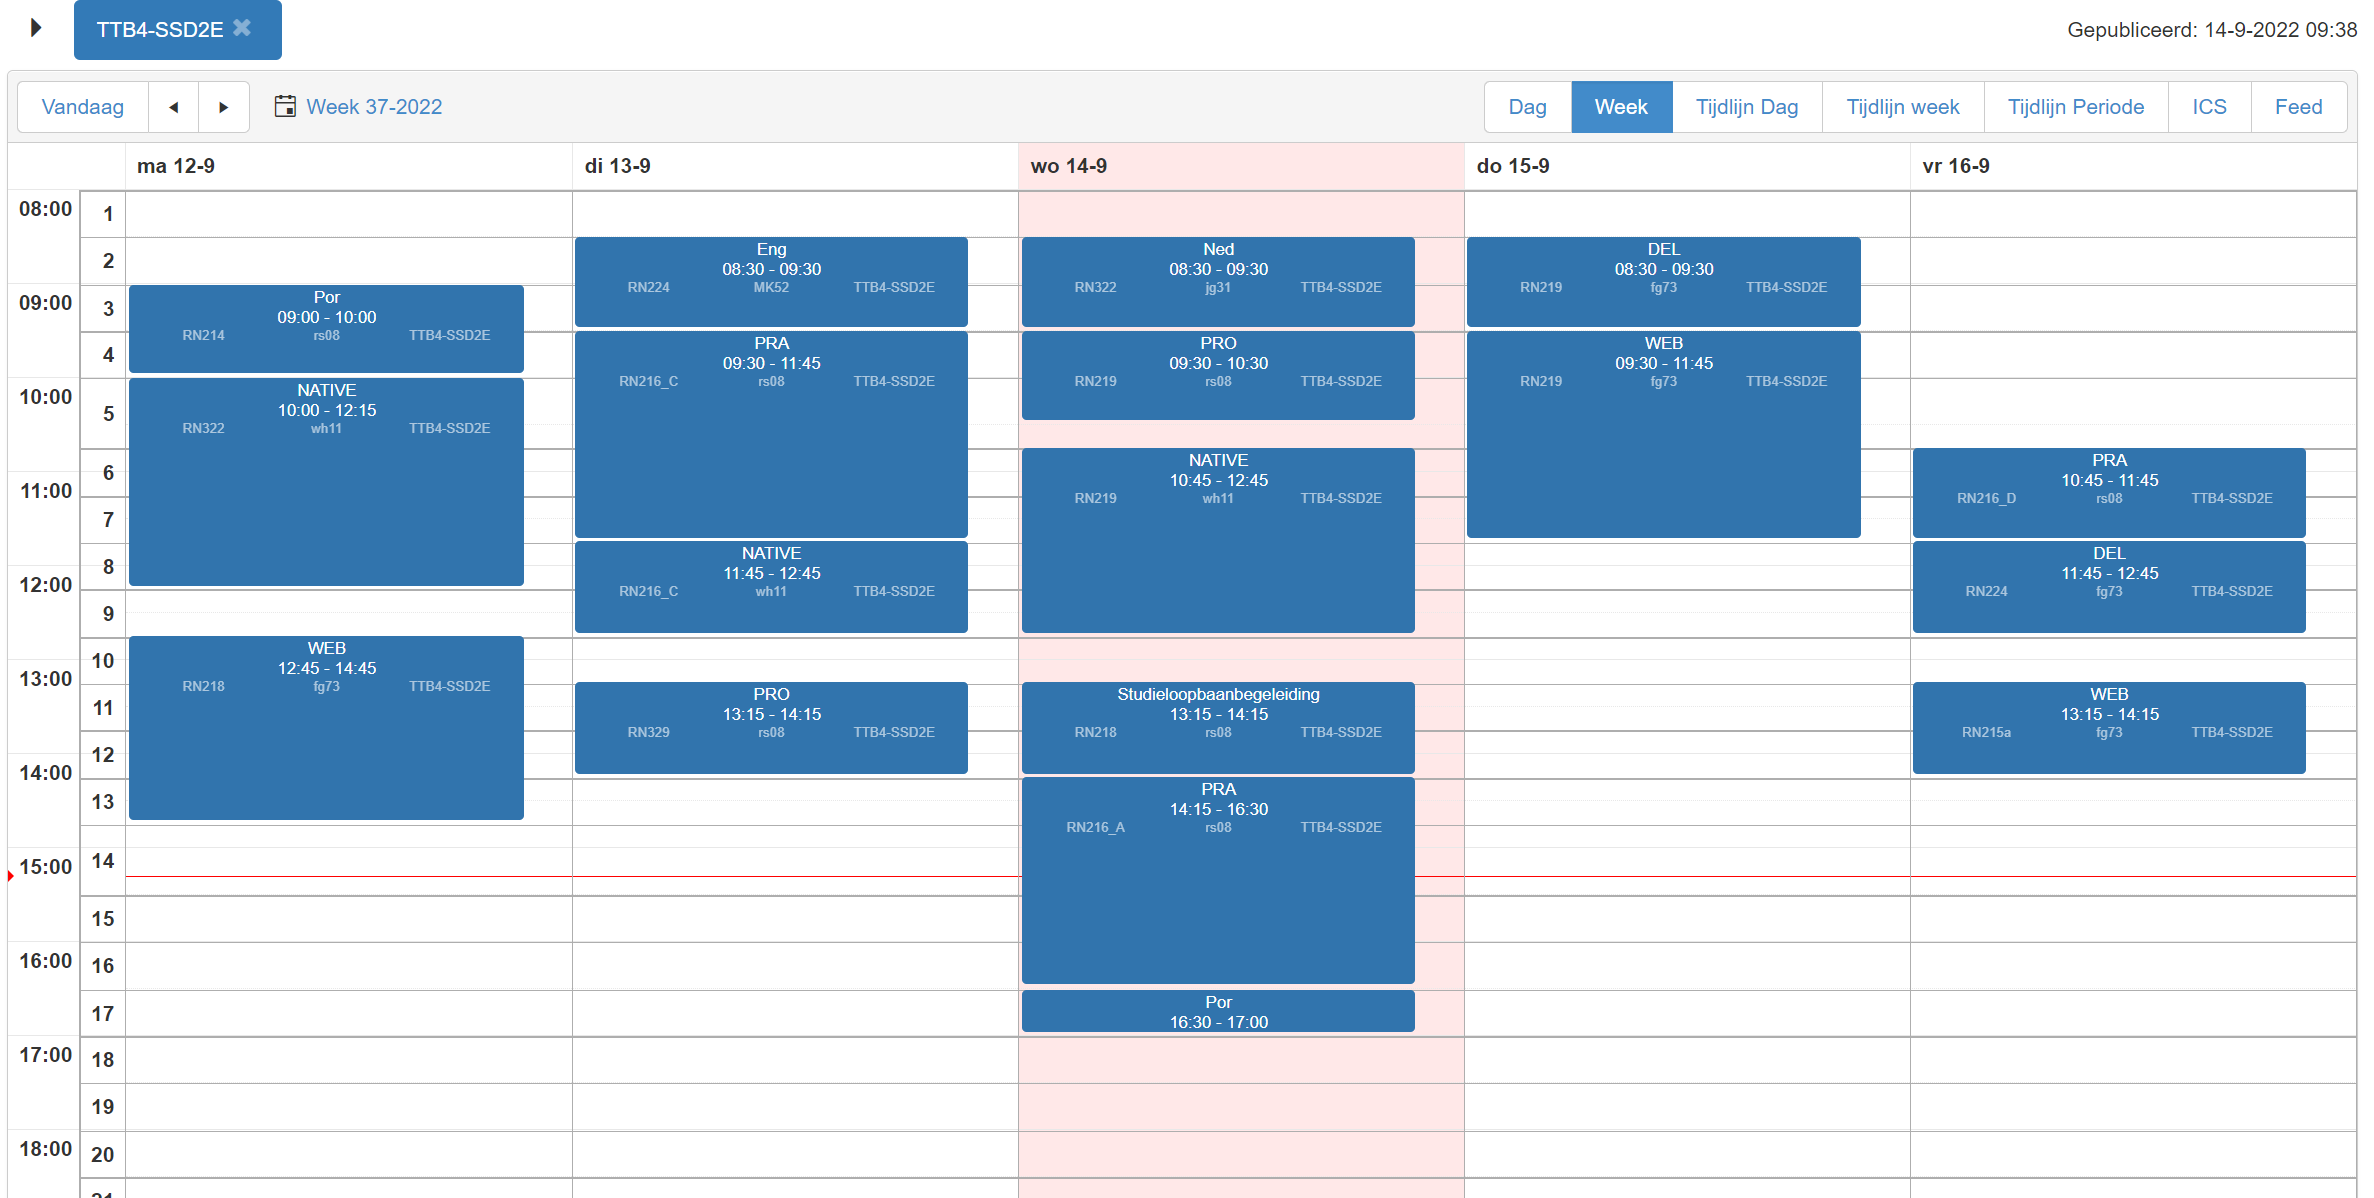 TTB4-SSD2E
Gepubliceerd: 14-9-2022 09:38
Vandaag
Week 37-2022
Dag
Week
Tijdlijn Dag
Tijdlijn week
Tijdlijn Periode
ICS
Feed
ma 12-9
di 13-9
wo 14-9
do 15-9
vr 16-9
08:00
09:00
10:00
11:00
12:00
13:00
14:00
15:00
16:00
17:00
18:00
1
2
3
4
5
6
7
8
9
10
11
12
13
14
15
16
17
18
19
20
Por
09:00 - 10:00
RN214 rs08 TTB4-SSD2E
NATIVE
10:00 - 12:15
RN322 wh11 TTB4-SSD2E
WEB
12:45 - 14:45
RN218 fg73 TTB4-SSD2E
Eng
08:30 - 09:30
RN224 MK52 TTB4-SSD2E
PRA
09:30 - 11:45
RN216_C rs08 TTB4-SSD2E
NATIVE
11:45 - 12:45
RN216_C wh11 TTB4-SSD2E
PRO
13:15 - 14:15
RN329 rs08 TTB4-SSD2E
Ned
08:30 - 09:30
RN322 jg31 TTB4-SSD2E
PRO
09:30 - 10:30
RN219 rs08 TTB4-SSD2E
NATIVE
10:45 - 12:45
RN219 wh11 TTB4-SSD2E
Studieloopbaanbegeleiding
13:15 - 14:15
RN218 rs08 TTB4-SSD2E
PRA
14:15 - 16:30
RN216_A rs08 TTB4-SSD2E
Por
16:30 - 17:00
DEL
08:30 - 09:30
RN219 fg73 TTB4-SSD2E
WEB
09:30 - 11:45
RN219 fg73 TTB4-SSD2E
PRA
10:45 - 11:45
RN216_D rs08 TTB4-SSD2E
DEL
11:45 - 12:45
RN224 fg73 TTB4-SSD2E
WEB
13:15 - 14:15
RN215a fg73 TTB4-SSD2E